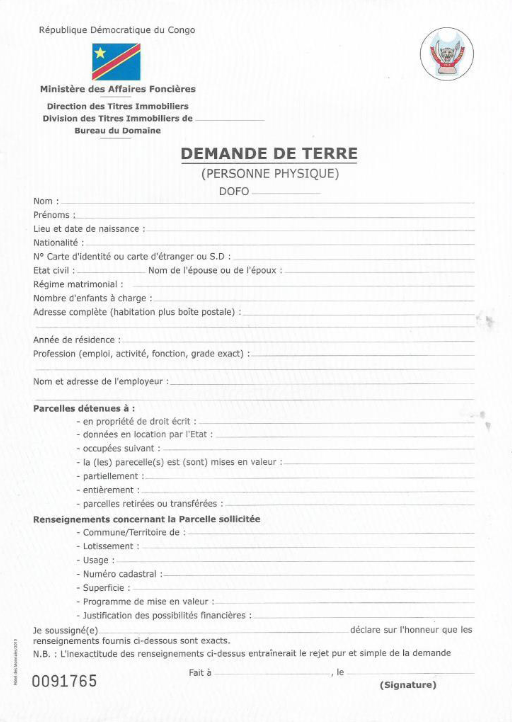 République Démocratique du Congo
Ministère des Affaires Foncières
Direction des Titres Immobiliers
Division des Titres Immobiliers de
Bureau du Domaine
DEMANDE DE TERRE
(PERSONNE PHYSIQUE)
DOFO
Nom :
Prénoms :
Lieu et date de naissance :
Nationalité :
N° Carte d'identité ou carte d'étranger ou S.D :
Etat civil : Nom de l'épouse ou de l'époux :
Régime matrimonial :
Nombre d'enfants à charge :
Adresse complète (habitation plus boîte postale) :
Année de résidence :
Profession (emploi, activité, fonction, grade exact) :
Nom et adresse de l'employeur :
Parcelles détenues à :
- en propriété de droit écrit :
- données en location par l'Etat :
- occupées suivant :
- la (les) parecelle(s) est (sont) mises en valeur :
- partiellement :
- entièrement :
- parcelles retirées ou transférées :
Renseignements concernant la Parcelle sollicitée
- Commune/Territoire de :
- Lotissement :
- Usage :
- Numéro cadastral :
- Superficie :
- Programme de mise en valeur :
- Justification des possibilités financières :
Je soussigné(e) déclare sur l'honneur que les
renseignements fournis ci-dessous sont exacts.
N.B. : L'inexactitude des renseignements ci-dessus entraînerait le rejet pur et simple de la demande
Fait à , le
0091765
(Signature)